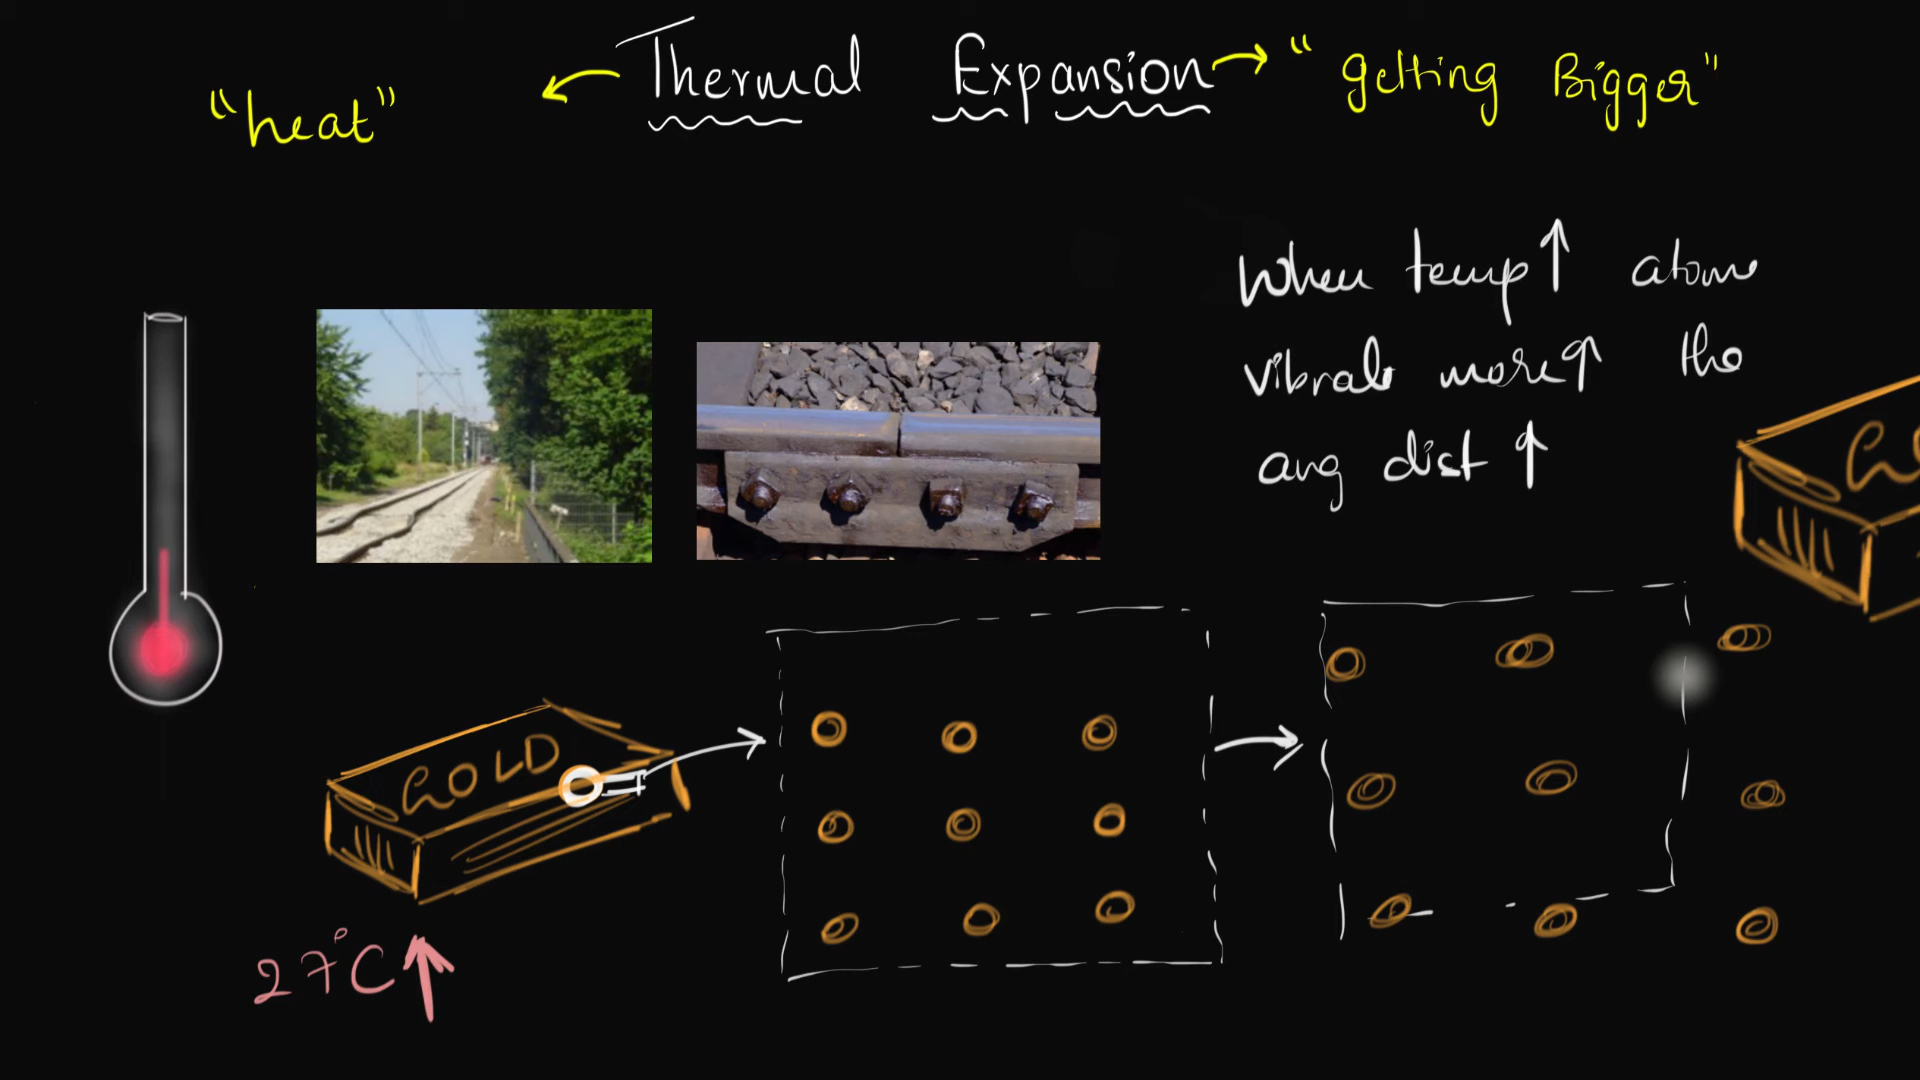 Thermal Expansion
"heat"
"getting Bigger"
When temp↑ atoms
vibrate more↑ the
avg dist ↑
GOLD
27°C↑